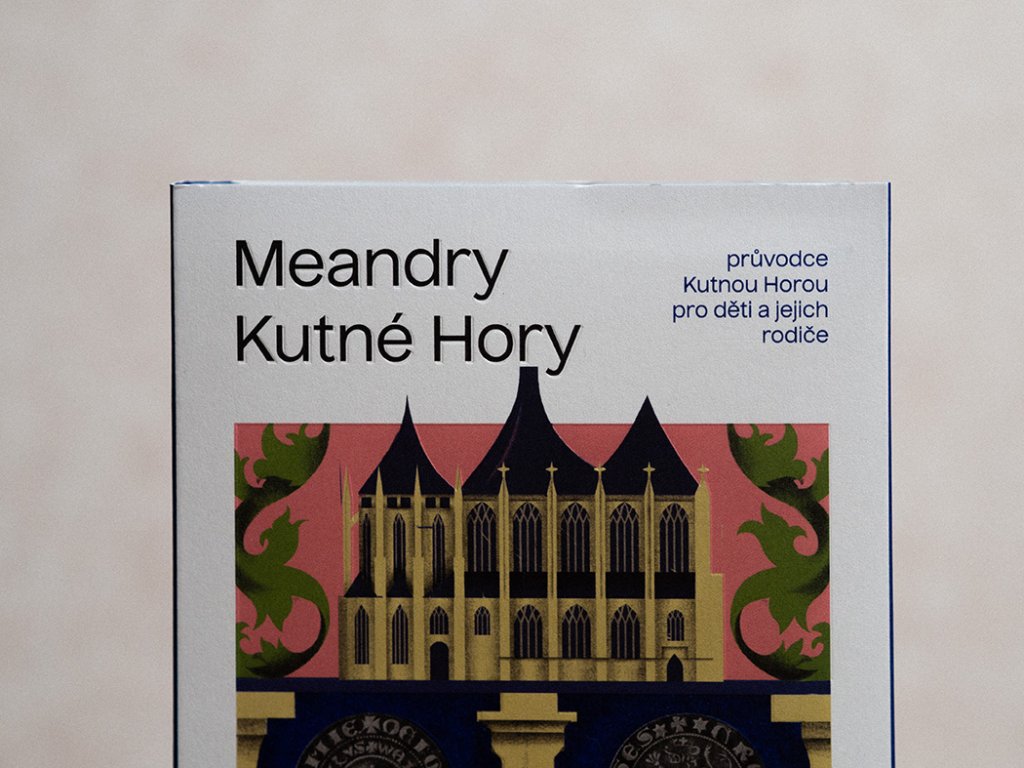 Meandry
Kutné Hory
průvodce
Kutnou Horou
pro děti a jejich
rodiče